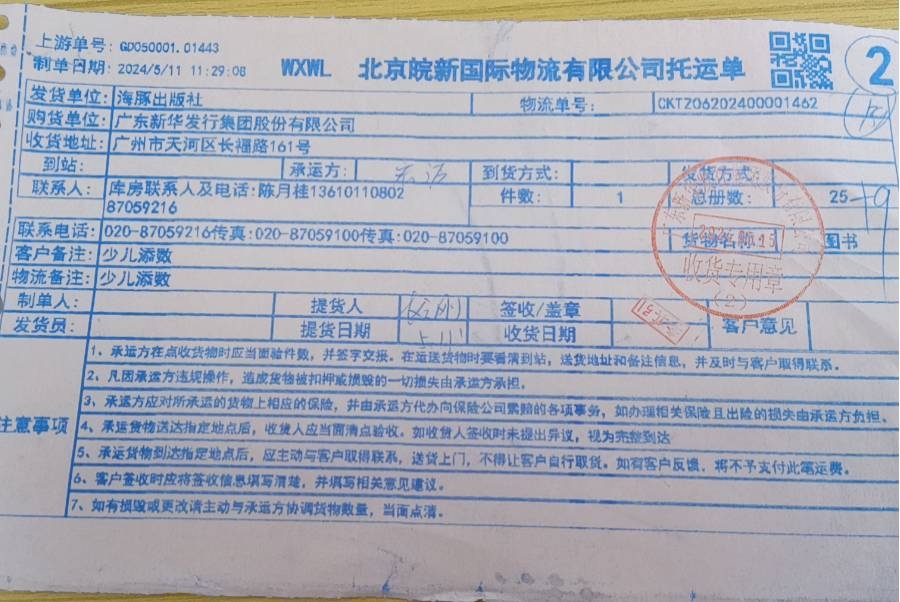 上游单号: GD050001.01443
制单日期: 2024/5/11 11:29:08
WXWL 北京皖新国际物流有限公司托运单
2
发货单位: 海豚出版社 物流单号: CKTZ06202400001462
购货单位: 广东新华发行集团股份有限公司
收货地址: 广州市天河区长福路161号
到站: 承运方: 到货方式: 发货方式:
联系人: 库房联系人及电话:陈月桂13610110802 件数: 1 总册数: 25
87059216
联系电话: 020-87059216传真:020-87059100传真:020-87059100 货物名称: 图书
收货专用章
(2)
客户备注: 少儿添数
物流备注: 少儿添数
制单人: 提货人 签收/盖章 客户意见
发货员: 提货日期 收货日期
注意事项
1、承运方在点收货物时应当面验件数,并签字交接。在运送货物时要看清到站,送货地址和备注信息,并及时与客户取得联系。
2、凡因承运方违规操作,造成货物被扣押或损毁的一切损失由承运方承担。
3、承运方应对所承运的货物上相应的保险,并由承运方代办向保险公司索赔的各项事务,如办理相关保险且出险的损失由承运方负担。
4、承运货物送达指定地点后,收货人应当面清点验收。如收货人签收时未提出异议,视为完整到达
5、承运货物到达指定地点后,应主动与客户取得联系,送货上门,不得让客户自行取货。如有客户反馈,将不予支付此笔运费。
6、客户签收时应将签收信息填写清楚,并填写相关意见建议。
7、如有损毁或更改请主动与承运方协调货物数量,当面点清。